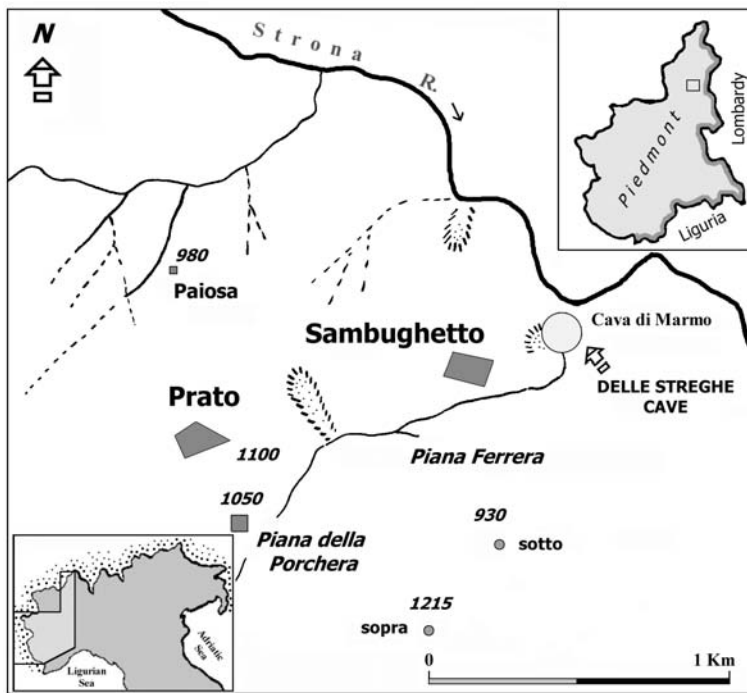 N
Strona
R.
Piedmont
Lombardy
Liguria
980
Paiosa
Cava di Marmo
Sambughetto
DELLE STREGHE
CAVE
Prato
1100
Piana Ferrera
1050
930
Piana della
Porchera
sotto
1215
sopra
Adriatic
Sea
Ligurian
Sea
0
1 Km